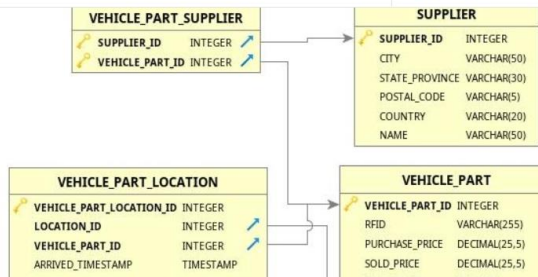 VEHICLE_PART_SUPPLIER
SUPPLIER_ID INTEGER
VEHICLE_PART_ID INTEGER
SUPPLIER
SUPPLIER_ID INTEGER
CITY VARCHAR(50)
STATE_PROVINCE VARCHAR(30)
POSTAL_CODE VARCHAR(5)
COUNTRY VARCHAR(20)
NAME VARCHAR(50)
VEHICLE_PART_LOCATION
VEHICLE_PART_LOCATION_ID INTEGER
LOCATION_ID INTEGER
VEHICLE_PART_ID INTEGER
ARRIVED_TIMESTAMP TIMESTAMP
VEHICLE_PART
VEHICLE_PART_ID INTEGER
RFID VARCHAR(255)
PURCHASE_PRICE DECIMAL(25,5)
SOLD_PRICE DECIMAL(25,5)